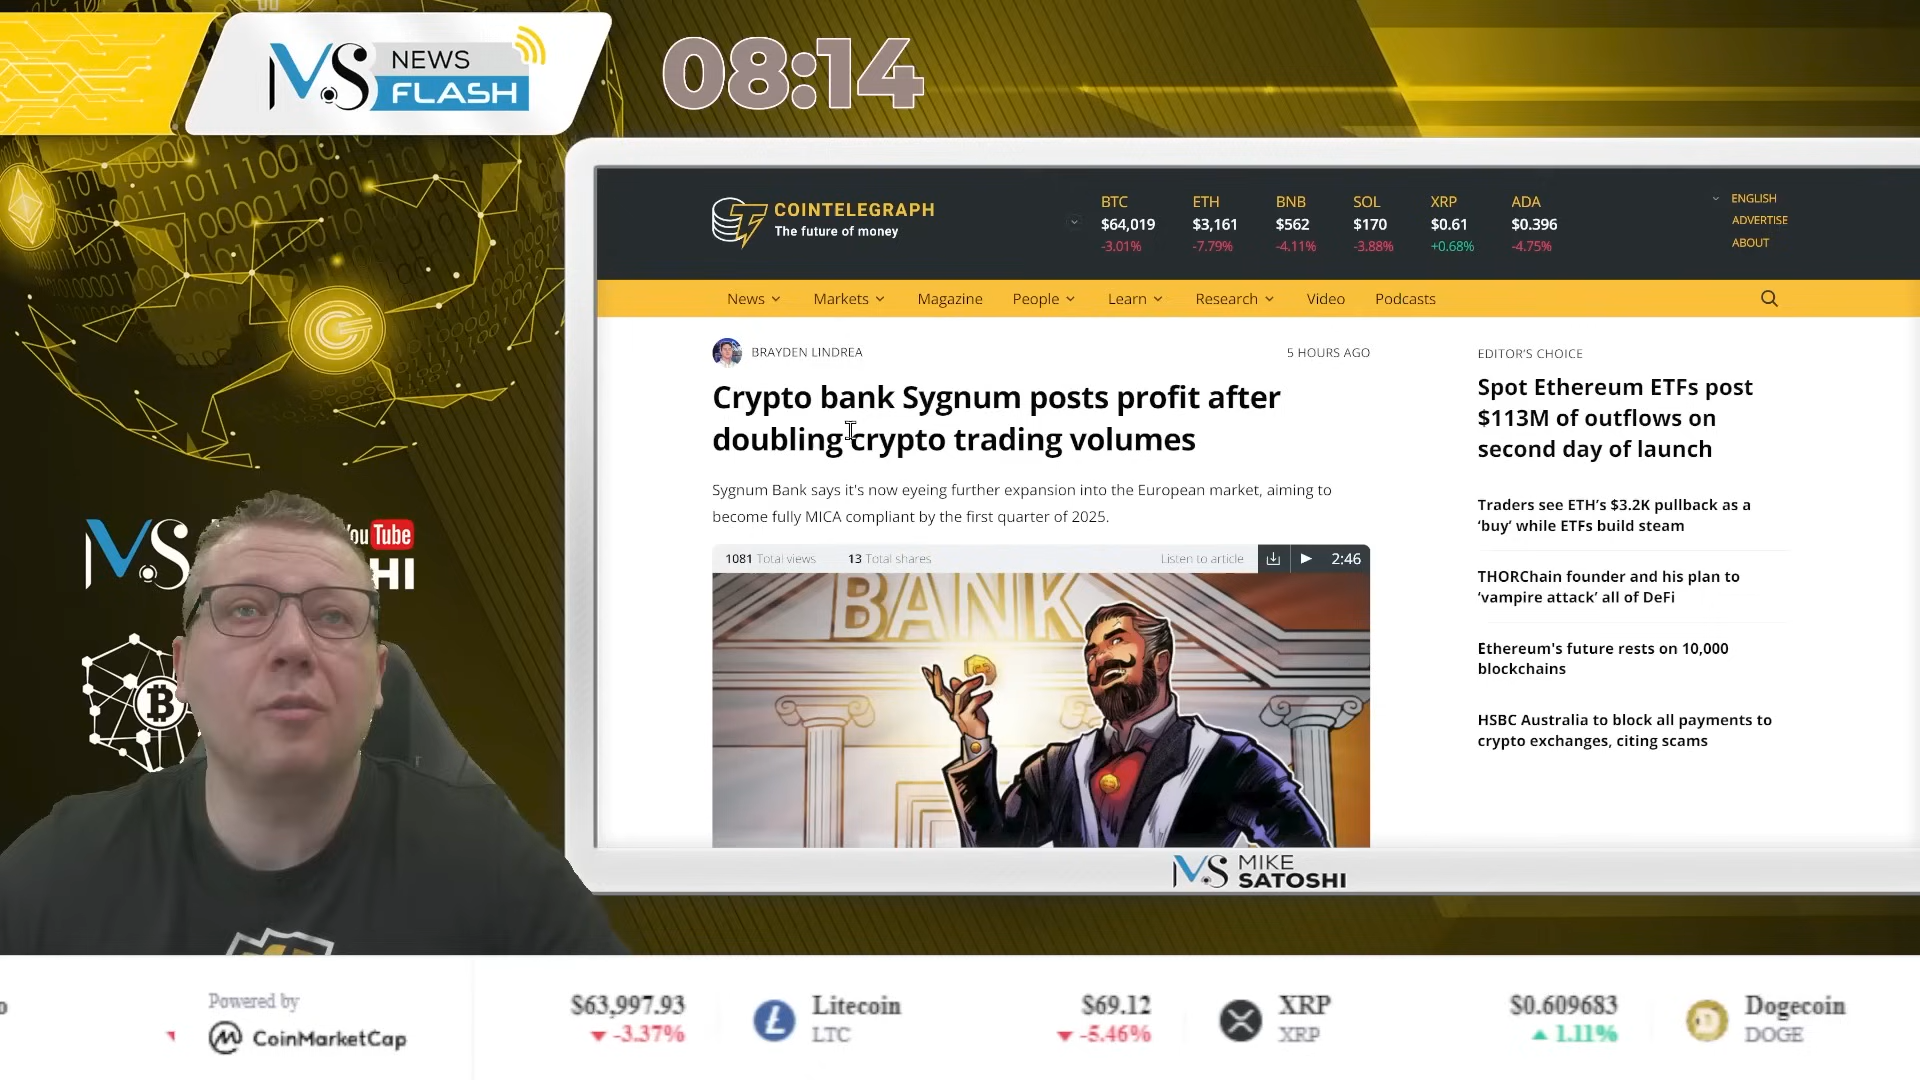 MS NEWS FLASH
08:14
COINTELEGRAPH
The future of money
BTC ETH BNB SOL XRP ADA
$64,019 $3,161 $562 $170 $0.61 $0.396
-3.01% -7.79% -4.11% -3.88% +0.68% -4.75%
ENGLISH
ADVERTISE
ABOUT
News Markets Magazine People Learn Research Video Podcasts
BRAYDEN LINDREA
5 HOURS AGO
Crypto bank Sygnum posts profit after
doubling crypto trading volumes
Sygnum Bank says it's now eyeing further expansion into the European market, aiming to
become fully MICA compliant by the first quarter of 2025.
1081 Total views 13 Total shares Listen to article 2:46
BANK
EDITOR'S CHOICE
Spot Ethereum ETFs post
$113M of outflows on
second day of launch
Traders see ETH’s $3.2K pullback as a
‘buy’ while ETFs build steam
THORChain founder and his plan to
‘vampire attack’ all of DeFi
Ethereum's future rests on 10,000
blockchains
HSBC Australia to block all payments to
crypto exchanges, citing scams
MS
ou Tube
HI
MS MIKE
SATOSHI
Powered by
CoinMarketCap
$63,997.93
-3.37%
Litecoin
LTC
$69.12
-5.46%
XRP
XRP
$0.609683
1.11%
Dogecoin
DOGE